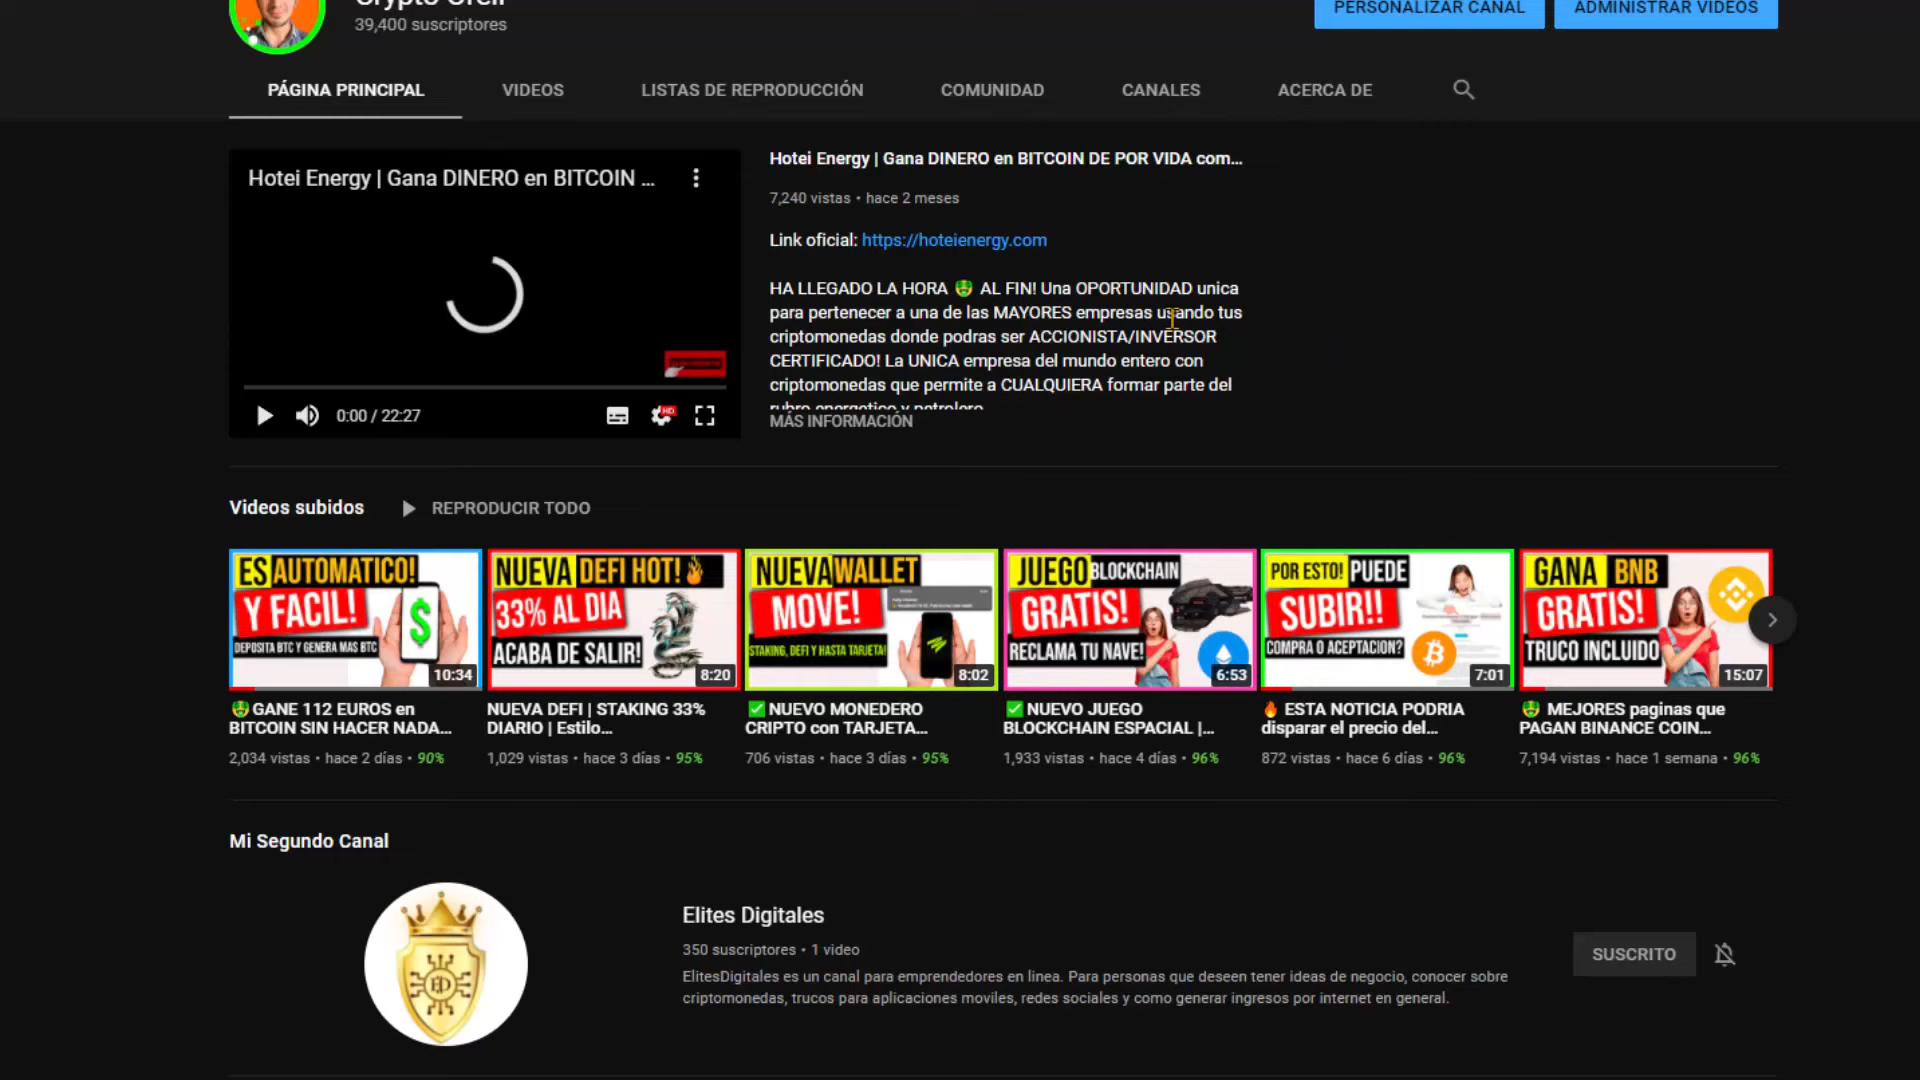 39,400 suscriptores
PERSONALIZAR CANAL
ADMINISTRAR VIDEOS
PÁGINA PRINCIPAL
VIDEOS
LISTAS DE REPRODUCCIÓN
COMUNIDAD
CANALES
ACERCA DE
Hotei Energy | Gana DINERO en BITCOIN ...
0:00 / 22:27
HD
Hotei Energy | Gana DINERO en BITCOIN DE POR VIDA com...
7,240 vistas • hace 2 meses
Link oficial: https://hoteienergy.com
HA LLEGADO LA HORA 🤑 AL FIN! Una OPORTUNIDAD unica
para pertenecer a una de las MAYORES empresas usando tus
criptomonedas donde podras ser ACCIONISTA/INVERSOR
CERTIFICADO! La UNICA empresa del mundo entero con
criptomonedas que permite a CUALQUIERA formar parte del
rubro energetico y petrolero
MÁS INFORMACIÓN
Videos subidos
REPRODUCIR TODO
ES AUTOMATICO!
Y FACIL!
DEPOSITA BTC Y GENERA MAS BTC
10:34
🤑GANE 112 EUROS en
BITCOIN SIN HACER NADA...
2,034 vistas • hace 2 días • 90%
NUEVA DEFI HOT!🔥
33% AL DIA
ACABA DE SALIR!
8:20
NUEVA DEFI | STAKING 33%
DIARIO | Estilo...
1,029 vistas • hace 3 días • 95%
NUEVA WALLET
MOVE!
STAKING, DEFI Y HASTA TARJETA!
8:02
✅ NUEVO MONEDERO
CRIPTO con TARJETA...
706 vistas • hace 3 días • 95%
JUEGO BLOCKCHAIN
GRATIS!
RECLAMA TU NAVE!
6:53
✅ NUEVO JUEGO
BLOCKCHAIN ESPACIAL |...
1,933 vistas • hace 4 días • 96%
POR ESTO! PUEDE
SUBIR!!
COMPRA O ACEPTACION?
7:01
🔥 ESTA NOTICIA PODRIA
disparar el precio del...
872 vistas • hace 6 días • 96%
GANA BNB
GRATIS!
TRUCO INCLUIDO
15:07
🤑 MEJORES paginas que
PAGAN BINANCE COIN...
7,194 vistas • hace 1 semana • 96%
Mi Segundo Canal
Elites Digitales
350 suscriptores • 1 video
ElitesDigitales es un canal para emprendedores en linea. Para personas que deseen tener ideas de negocio, conocer sobre
criptomonedas, trucos para aplicaciones moviles, redes sociales y como generar ingresos por internet en general.
SUSCRITO